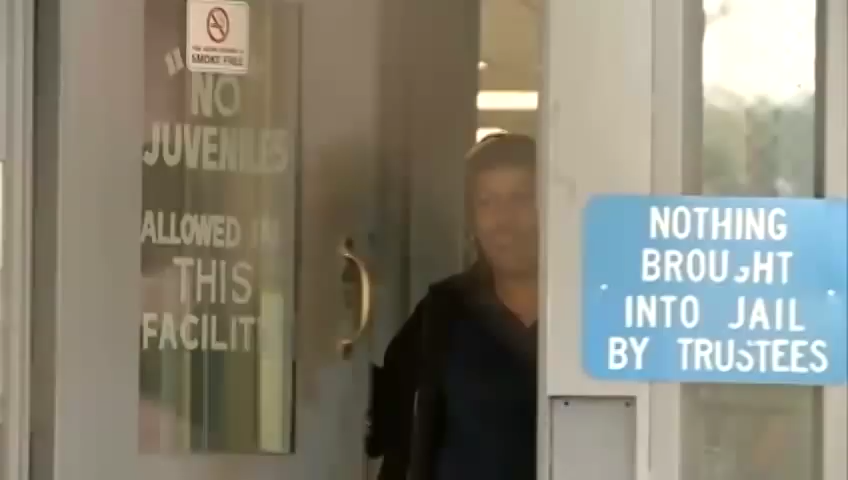 SMOKE FREE
"NO
JUVENILES
ALLOWED IN
THIS
FACILITY
NOTHING
BROUGHT
INTO JAIL
BY TRUSTEES